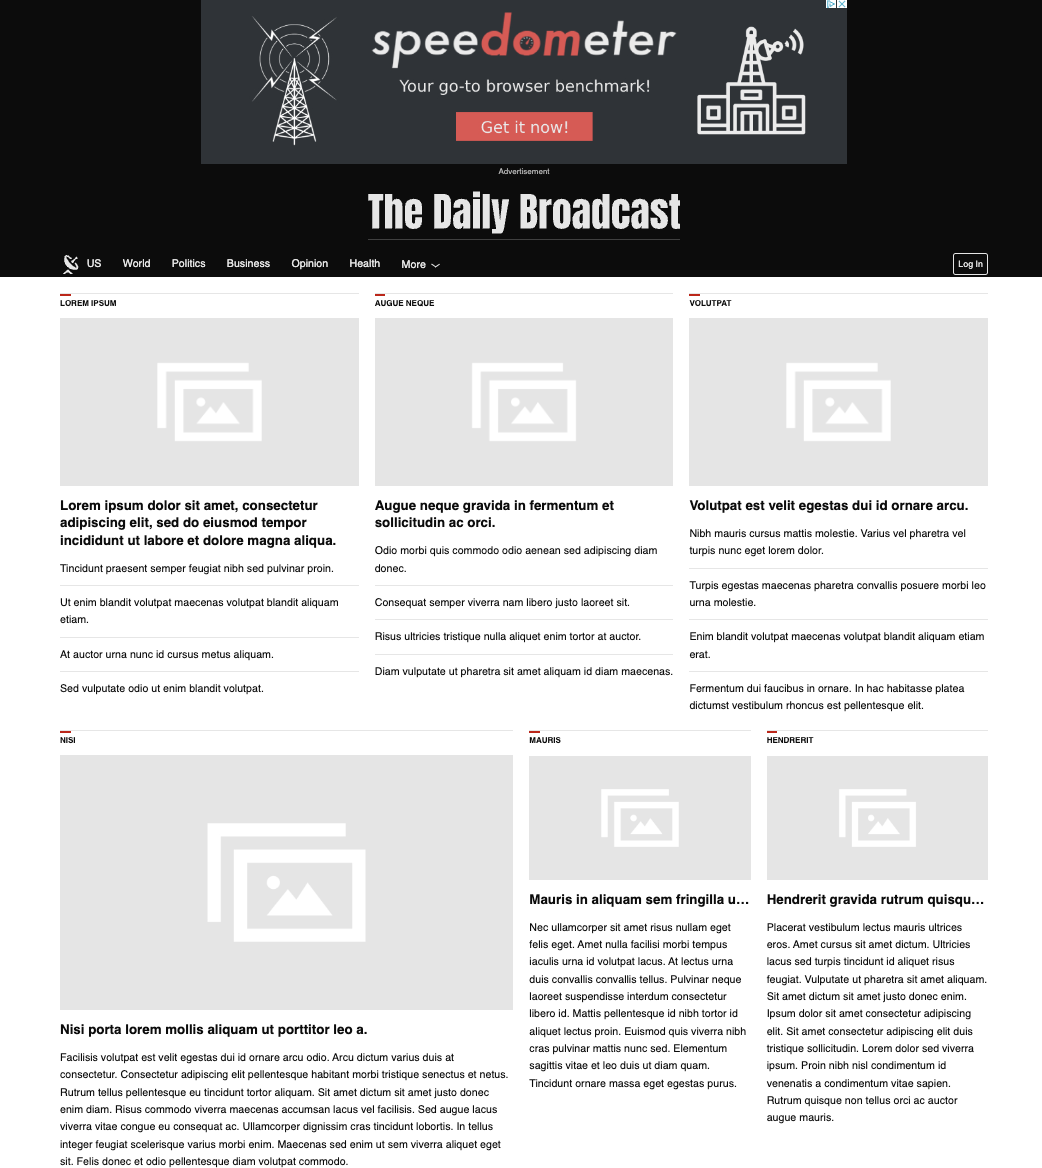 speedometer
Your go-to browser benchmark!
Get it now!
Advertisement
The Daily Broadcast
US World Politics Business Opinion Health More Log In
LOREM IPSUM
Lorem ipsum dolor sit amet, consectetur
adipiscing elit, sed do eiusmod tempor
incididunt ut labore et dolore magna aliqua.
Tincidunt praesent semper feugiat nibh sed pulvinar proin.
Ut enim blandit volutpat maecenas volutpat blandit aliquam
etiam.
At auctor urna nunc id cursus metus aliquam.
Sed vulputate odio ut enim blandit volutpat.
AUGUE NEQUE
Augue neque gravida in fermentum et
sollicitudin ac orci.
Odio morbi quis commodo odio aenean sed adipiscing diam
donec.
Consequat semper viverra nam libero justo laoreet sit.
Risus ultricies tristique nulla aliquet enim tortor at auctor.
Diam vulputate ut pharetra sit amet aliquam id diam maecenas.
VOLUTPAT
Volutpat est velit egestas dui id ornare arcu.
Nibh mauris cursus mattis molestie. Varius vel pharetra vel
turpis nunc eget lorem dolor.
Turpis egestas maecenas pharetra convallis posuere morbi leo
urna molestie.
Enim blandit volutpat maecenas volutpat blandit aliquam etiam
erat.
Fermentum dui faucibus in ornare. In hac habitasse platea
dictumst vestibulum rhoncus est pellentesque elit.
NISI
Nisi porta lorem mollis aliquam ut porttitor leo a.
Facilisis volutpat est velit egestas dui id ornare arcu odio. Arcu dictum varius duis at
consectetur. Consectetur adipiscing elit pellentesque habitant morbi tristique senectus et netus.
Rutrum tellus pellentesque eu tincidunt tortor aliquam. Sit amet dictum sit amet justo donec
enim diam. Risus commodo viverra maecenas accumsan lacus vel facilisis. Sed augue lacus
viverra vitae congue eu consequat ac. Ullamcorper dignissim cras tincidunt lobortis. In tellus
integer feugiat scelerisque varius morbi enim. Maecenas sed enim ut sem viverra aliquet eget
sit. Felis donec et odio pellentesque diam volutpat commodo.
MAURIS
Mauris in aliquam sem fringilla u...
Nec ullamcorper sit amet risus nullam eget
felis eget. Amet nulla facilisi morbi tempus
iaculis urna id volutpat lacus. At lectus urna
duis convallis convallis tellus. Pulvinar neque
laoreet suspendisse interdum consectetur
libero id. Mattis pellentesque id nibh tortor id
aliquet lectus proin. Euismod quis viverra nibh
cras pulvinar mattis nunc sed. Elementum
sagittis vitae et leo duis ut diam quam.
Tincidunt ornare massa eget egestas purus.
HENDRERIT
Hendrerit gravida rutrum quisqu...
Placerat vestibulum lectus mauris ultrices
eros. Amet cursus sit amet dictum. Ultricies
lacus sed turpis tincidunt id aliquet risus
feugiat. Vulputate ut pharetra sit amet aliquam.
Sit amet dictum sit amet justo donec enim.
Ipsum dolor sit amet consectetur adipiscing
elit. Sit amet consectetur adipiscing elit duis
tristique sollicitudin. Lorem dolor sed viverra
ipsum. Proin nibh nisl condimentum id
venenatis a condimentum vitae sapien.
Rutrum quisque non tellus orci ac auctor
augue mauris.